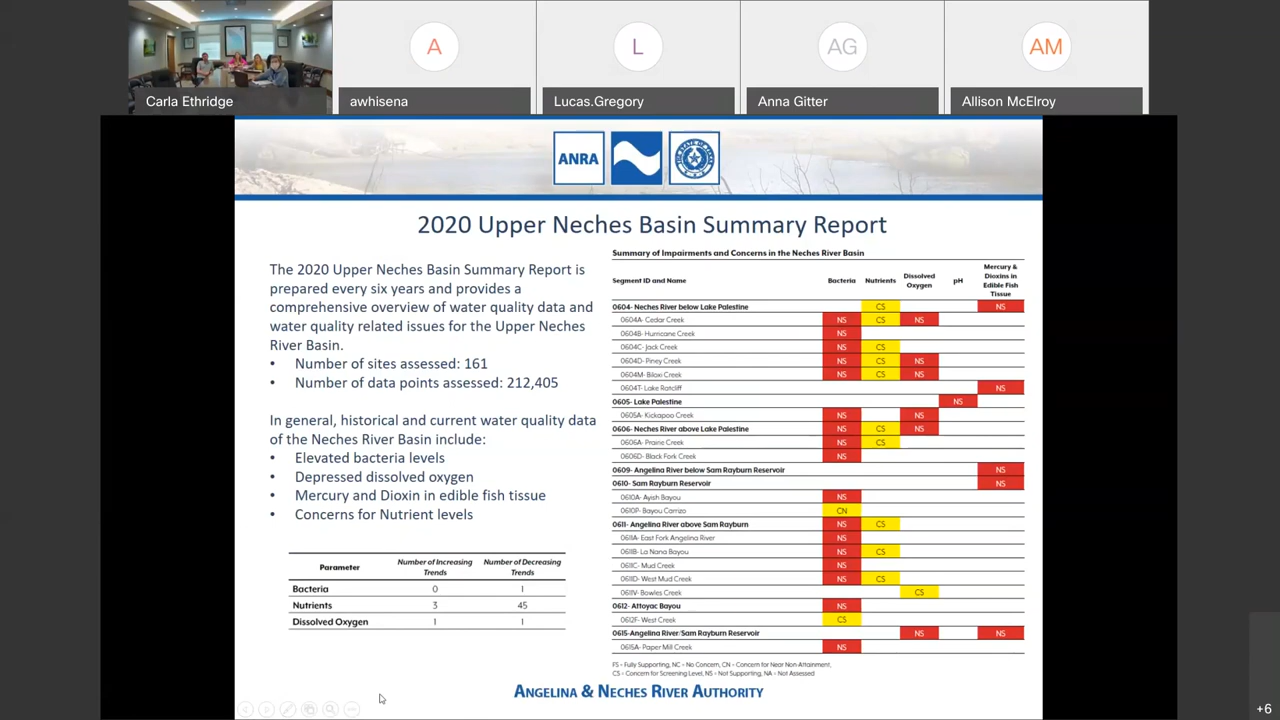 A
L
AG
AM
Carla Ethridge
awhisena
Lucas.Gregory
Anna Gitter
Allison McElroy
ANRA
THE STATE OF TEXAS
2020 Upper Neches Basin Summary Report
The 2020 Upper Neches Basin Summary Report is
prepared every six years and provides a
comprehensive overview of water quality data and
water quality related issues for the Upper Neches
River Basin.
• Number of sites assessed: 161
• Number of data points assessed: 212,405
In general, historical and current water quality data
of the Neches River Basin include:
• Elevated bacteria levels
• Depressed dissolved oxygen
• Mercury and Dioxin in edible fish tissue
• Concerns for Nutrient levels
Parameter Number of Increasing Trends Number of Decreasing Trends
Bacteria 0 1
Nutrients 3 45
Dissolved Oxygen 1 1
Summary of Impairments and Concerns in the Neches River Basin
Segment ID and Name Bacteria Nutrients Dissolved Oxygen pH Mercury & Dioxins in Edible Fish Tissue
0604- Neches River below Lake Palestine CS NS
0604A- Cedar Creek NS CS NS
0604B- Hurricane Creek NS
0604C- Jack Creek NS CS
0604D- Piney Creek NS CS NS
0604M- Biloxi Creek NS CS NS
0604T- Lake Ratcliff NS
0605- Lake Palestine NS
0605A- Kickapoo Creek NS NS
0606- Neches River above Lake Palestine NS CS NS
0606A- Prairie Creek NS CS
0606D- Black Fork Creek NS
0609- Angelina River below Sam Rayburn Reservoir NS
0610- Sam Rayburn Reservoir NS
0610A- Ayish Bayou NS
0610P- Bayou Carrizo CN
0611- Angelina River above Sam Rayburn NS CS
0611A- East Fork Angelina River NS
0611B- La Nana Bayou NS CS
0611C- Mud Creek NS
0611D- West Mud Creek NS CS
0611V- Bowles Creek CS
0612- Attoyac Bayou NS
0612F- West Creek CS
0615-Angelina River/Sam Rayburn Reservoir NS NS
0615A- Paper Mill Creek NS
FS - Fully Supporting, NC - No Concern, CN - Concern for Near Non-Attainment,
CS - Concern for Screening Level, NS - Not Supporting, NA - Not Assessed
ANGELINA & NECHES RIVER AUTHORITY
+6